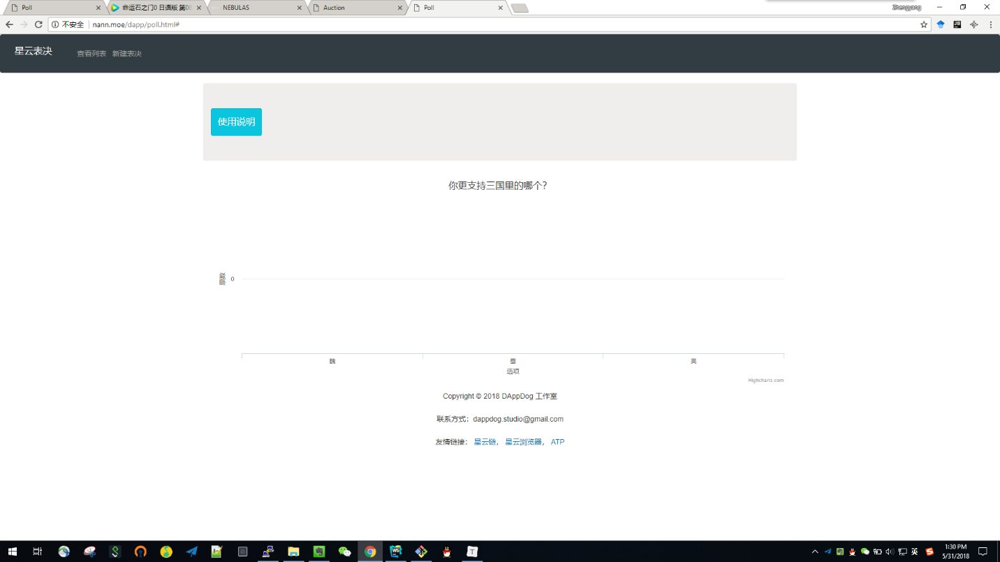 Poll
命运石之门0 日语版 第08
NEBULAS
Auction
Poll
Zhengyang
不安全 nann.moe/dapp/poll.html#
星云表决
查看列表 新建表决
使用说明
你更支持三国里的哪个？
票数
0
魏 蜀 吴
选项
Highcharts.com
Copyright © 2018 DAppDog 工作室
联系方式：dappdog.studio@gmail.com
友情链接： 星云链， 星云浏览器， ATP
英
1:30 PM
5/31/2018